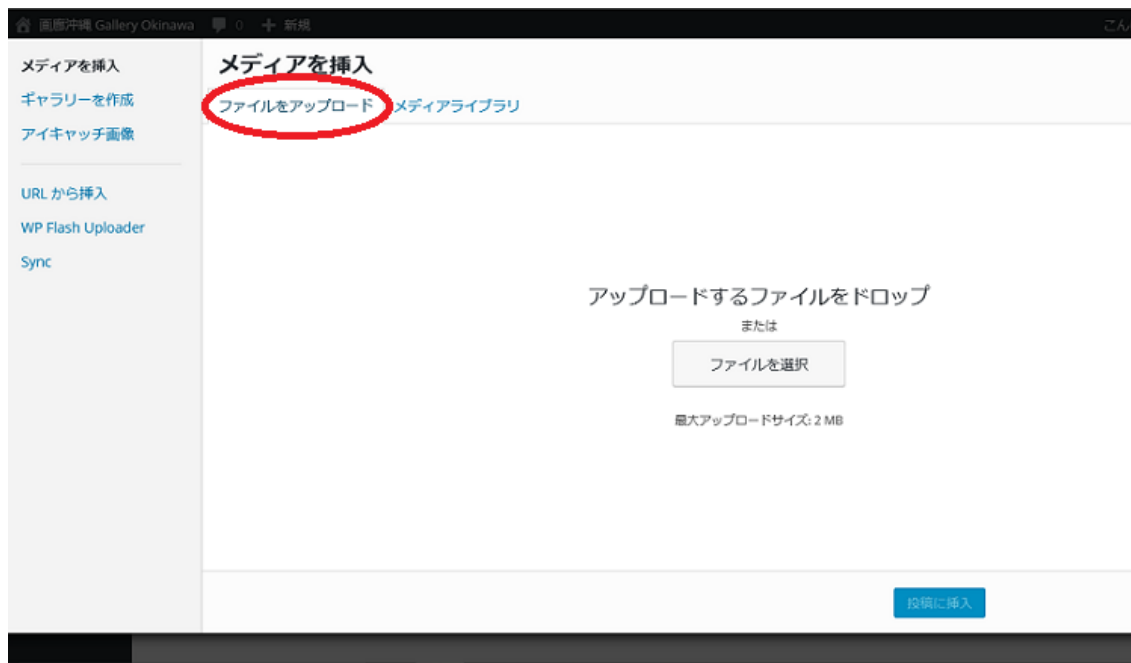 画廊沖縄 Gallery Okinawa 0 新規 こん
メディアを挿入
ギャラリーを作成
アイキャッチ画像
URL から挿入
WP Flash Uploader
Sync
メディアを挿入
ファイルをアップロード メディアライブラリ
アップロードするファイルをドロップ
または
ファイルを選択
最大アップロードサイズ: 2 MB
投稿に挿入